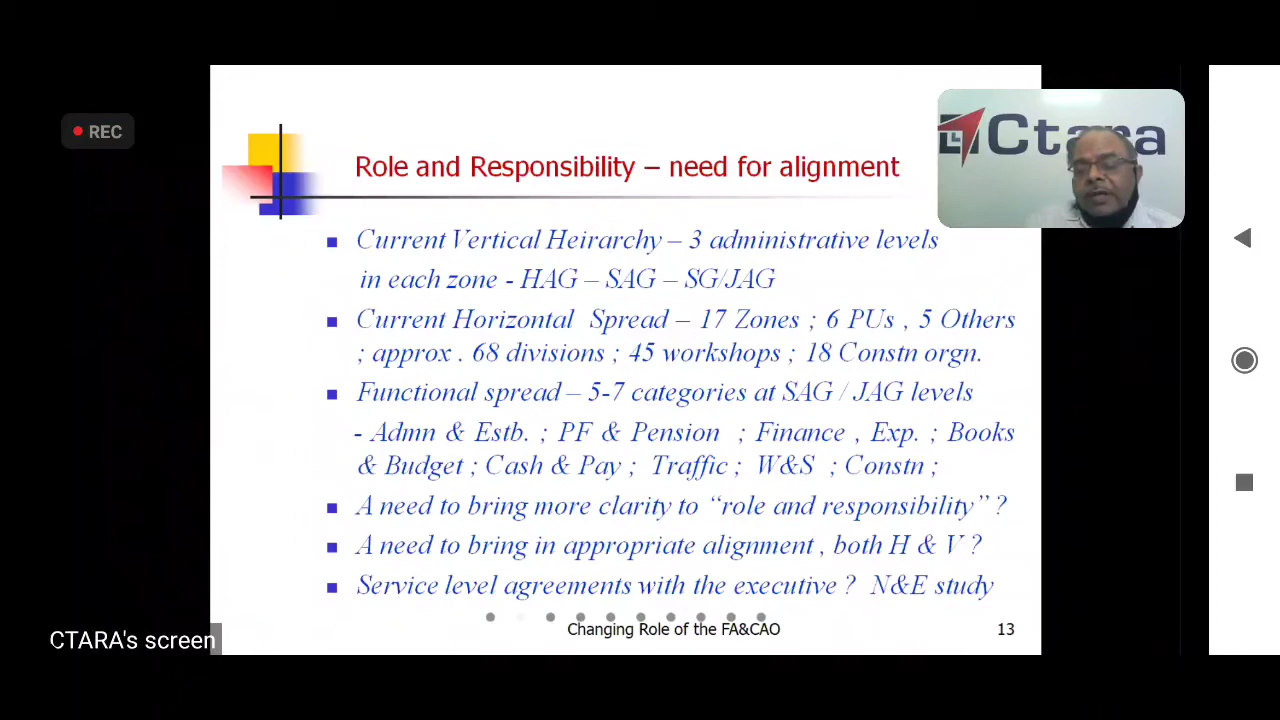 REC
Ctara
Role and Responsibility – need for alignment
Current Vertical Heirarchy – 3 administrative levels
in each zone - HAG – SAG – SG/JAG
Current Horizontal Spread – 17 Zones ; 6 PUs , 5 Others
; approx . 68 divisions ; 45 workshops ; 18 Constn orgn.
Functional spread – 5-7 categories at SAG / JAG levels
- Admn & Estb. ; PF & Pension ; Finance , Exp. ; Books
& Budget ; Cash & Pay ; Traffic ; W&S ; Constn ;
A need to bring more clarity to “role and responsibility” ?
A need to bring in appropriate alignment , both H & V ?
Service level agreements with the executive ? N&E study
Changing Role of the FA&CAO
13
CTARA's screen